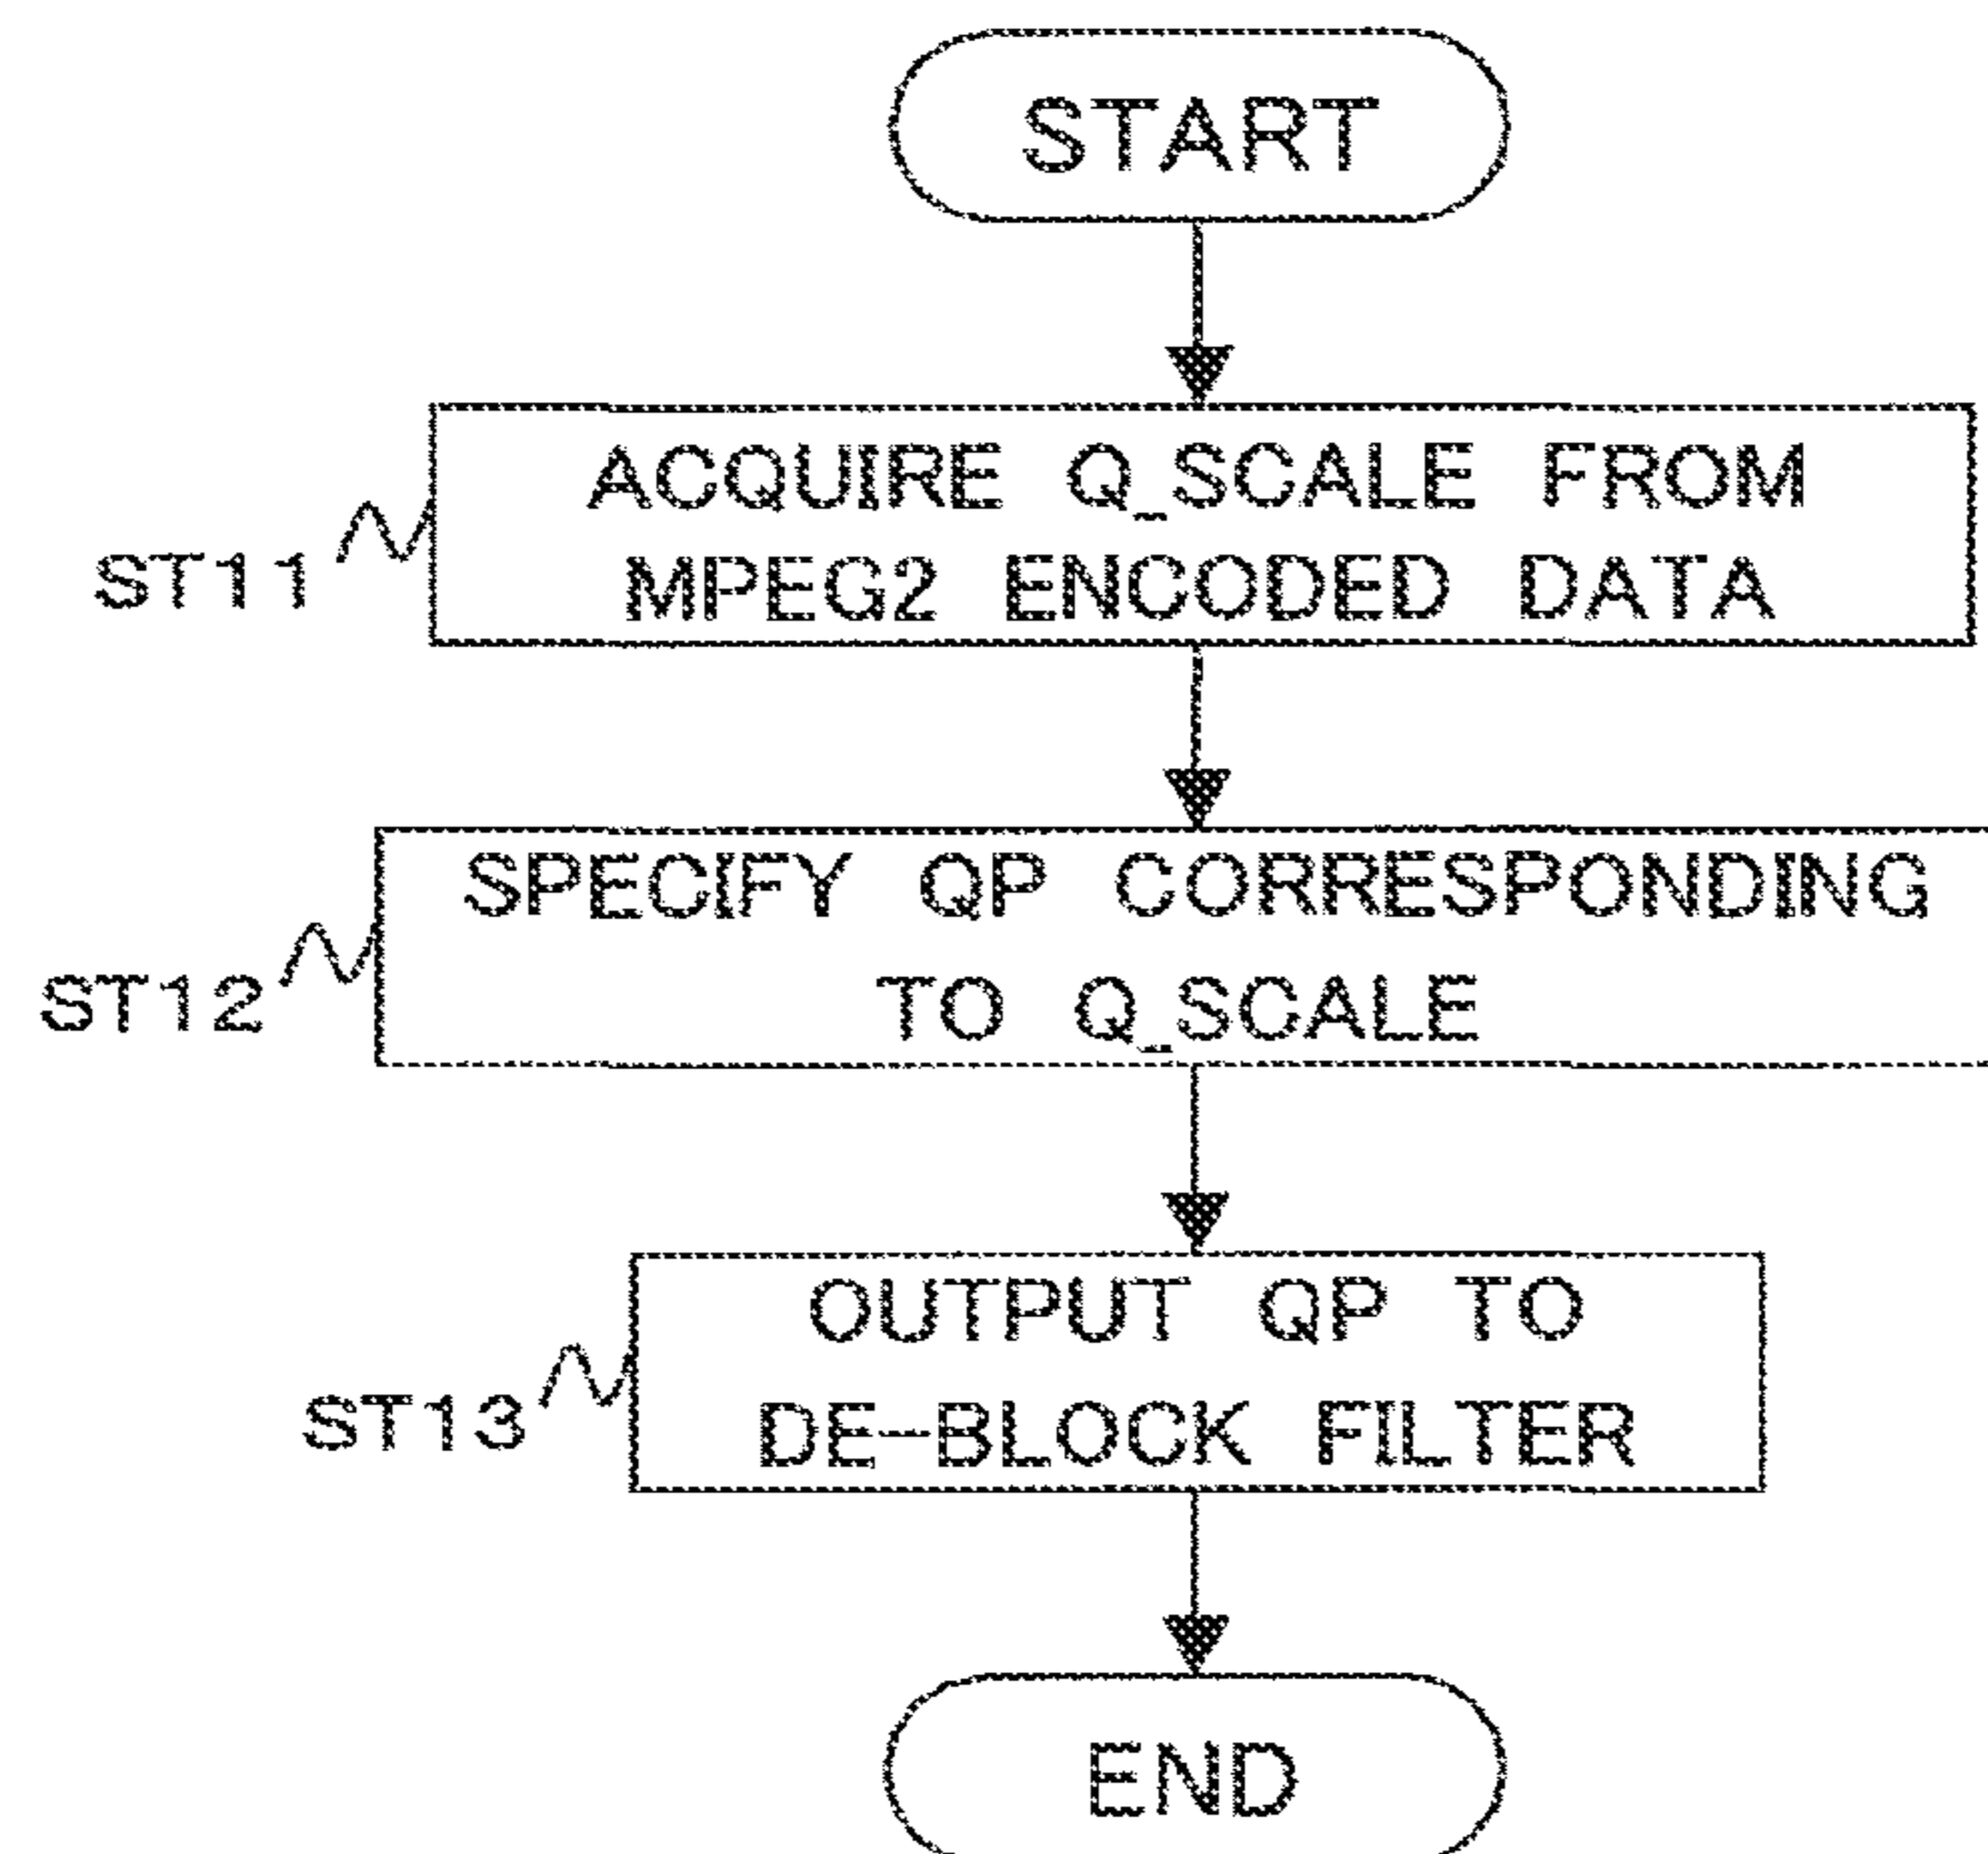 START
ACQUIRE Q_SCALE FROM
MPEG2 ENCODED DATA
ST11
SPECIFY QP CORRESPONDING
TO Q_SCALE
ST12
OUTPUT QP TO
DE-BLOCK FILTER
ST13
END